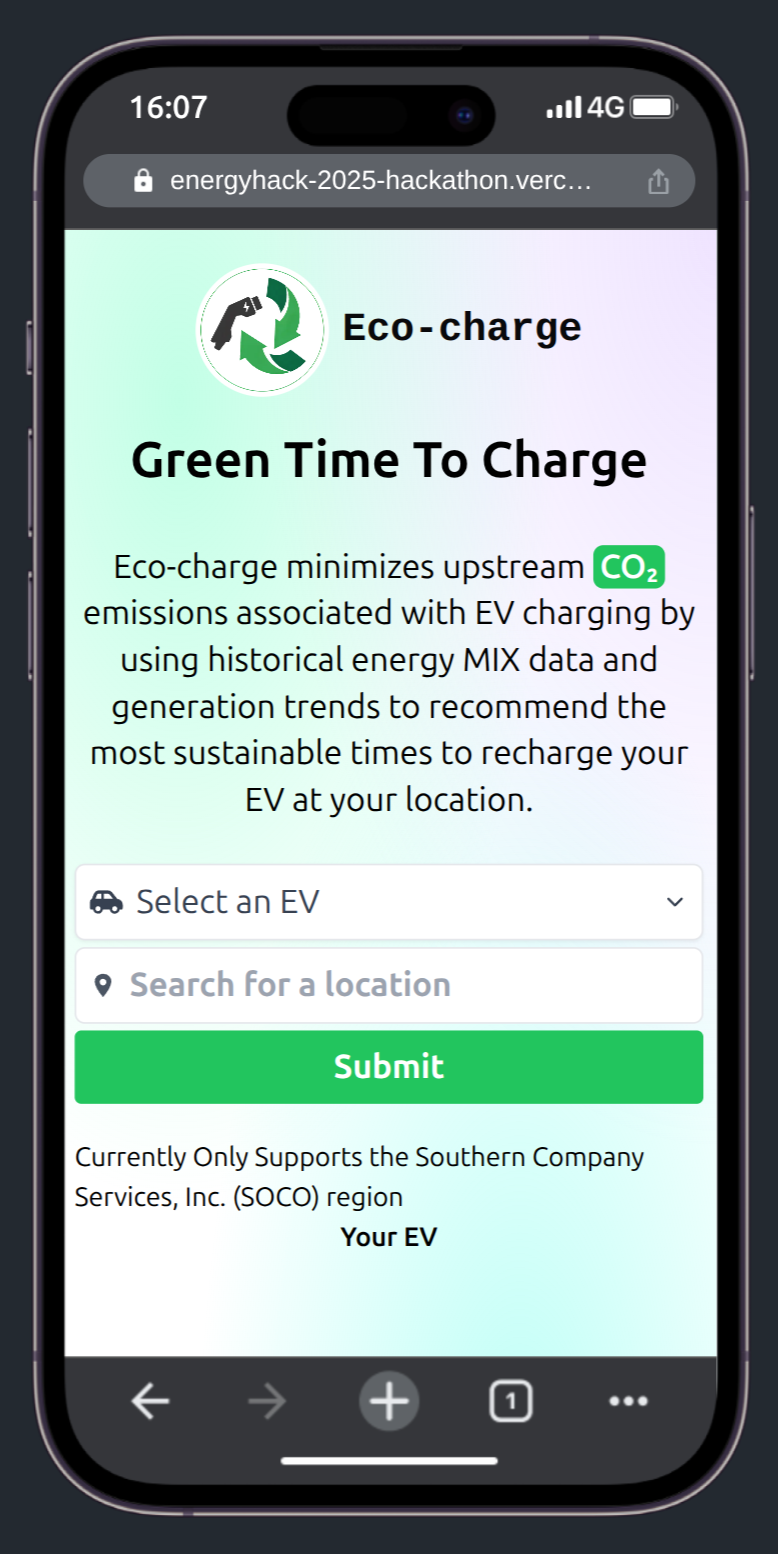 16:07
4G
energyhack-2025-hackathon.verc...
Eco-charge
Green Time To Charge
Eco-charge minimizes upstream CO₂
emissions associated with EV charging by
using historical energy MIX data and
generation trends to recommend the
most sustainable times to recharge your
EV at your location.
Select an EV
Search for a location
Submit
Currently Only Supports the Southern Company
Services, Inc. (SOCO) region
Your EV
1